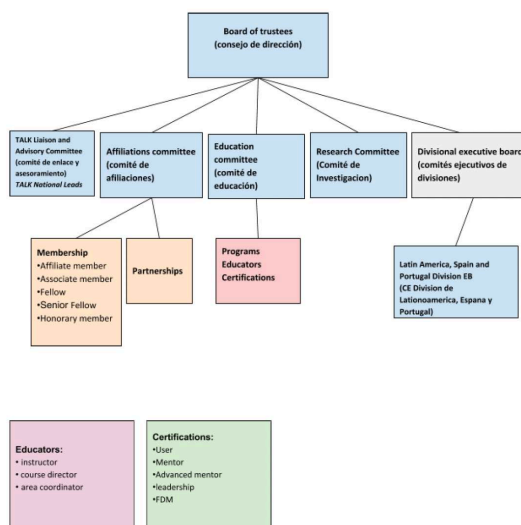 Board of trustees
(consejo de dirección)
TALK Liaison and
Advisory Committee
(comité de enlace y
asesoramiento)
TALK National Leads
Affiliations committee
(comité de
afiliaciones)
Education
committee
(comité de
educación)
Research Committee
(Comité de
Investigacion)
Divisional executive board
(comités ejecutivos de
divisiones)
Membership
•Affiliate member
•Associate member
•Fellow
•Senior Fellow
•Honorary member
Partnerships
Programs
Educators
Certifications
Latin America, Spain and
Portugal Division EB
(CE Division de
Lationoamerica, Espana y
Portugal)
Educators:
• instructor
• course director
• area coordinator
Certifications:
•User
•Mentor
•Advanced mentor
•leadership
•FDM